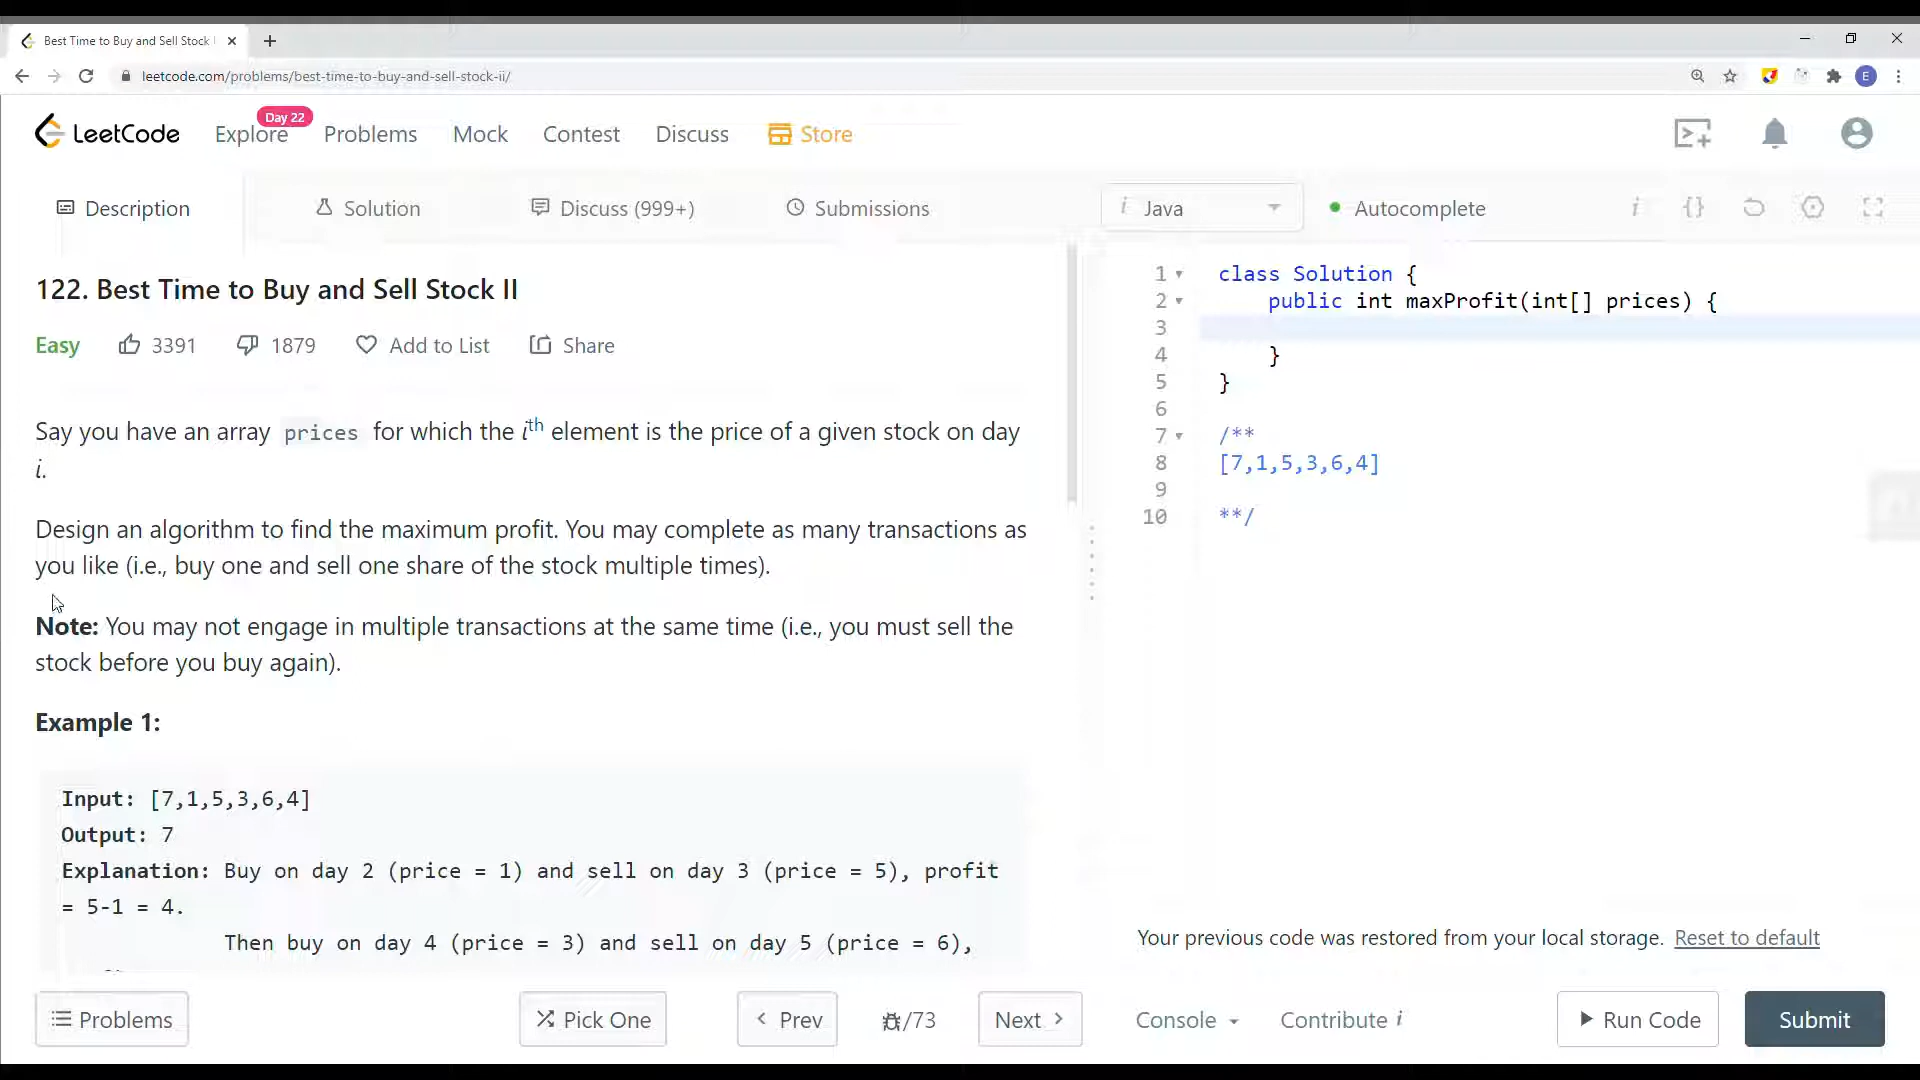 Best Time to Buy and Sell Stock
leetcode.com/problems/best-time-to-buy-and-sell-stock-ii/
E
LeetCode
Explore
Day 22
Problems
Mock
Contest
Discuss
Store
Description
Solution
Discuss (999+)
Submissions
i Java
Autocomplete
i
{}
122. Best Time to Buy and Sell Stock II
Easy
3391
1879
Add to List
Share
Say you have an array prices for which the ith element is the price of a given stock on day
i.
Design an algorithm to find the maximum profit. You may complete as many transactions as
you like (i.e., buy one and sell one share of the stock multiple times).
Note: You may not engage in multiple transactions at the same time (i.e., you must sell the
stock before you buy again).
Example 1:
Input: [7,1,5,3,6,4]
Output: 7
Explanation: Buy on day 2 (price = 1) and sell on day 3 (price = 5), profit
= 5-1 = 4.
Then buy on day 4 (price = 3) and sell on day 5 (price = 6),
1 class Solution {
2 public int maxProfit(int[] prices) {
3
4 }
5 }
6
7 /**
8 [7,1,5,3,6,4]
9
10 **/
Your previous code was restored from your local storage. Reset to default
Problems
Pick One
Prev
/73
Next
Console
Contribute i
Run Code
Submit